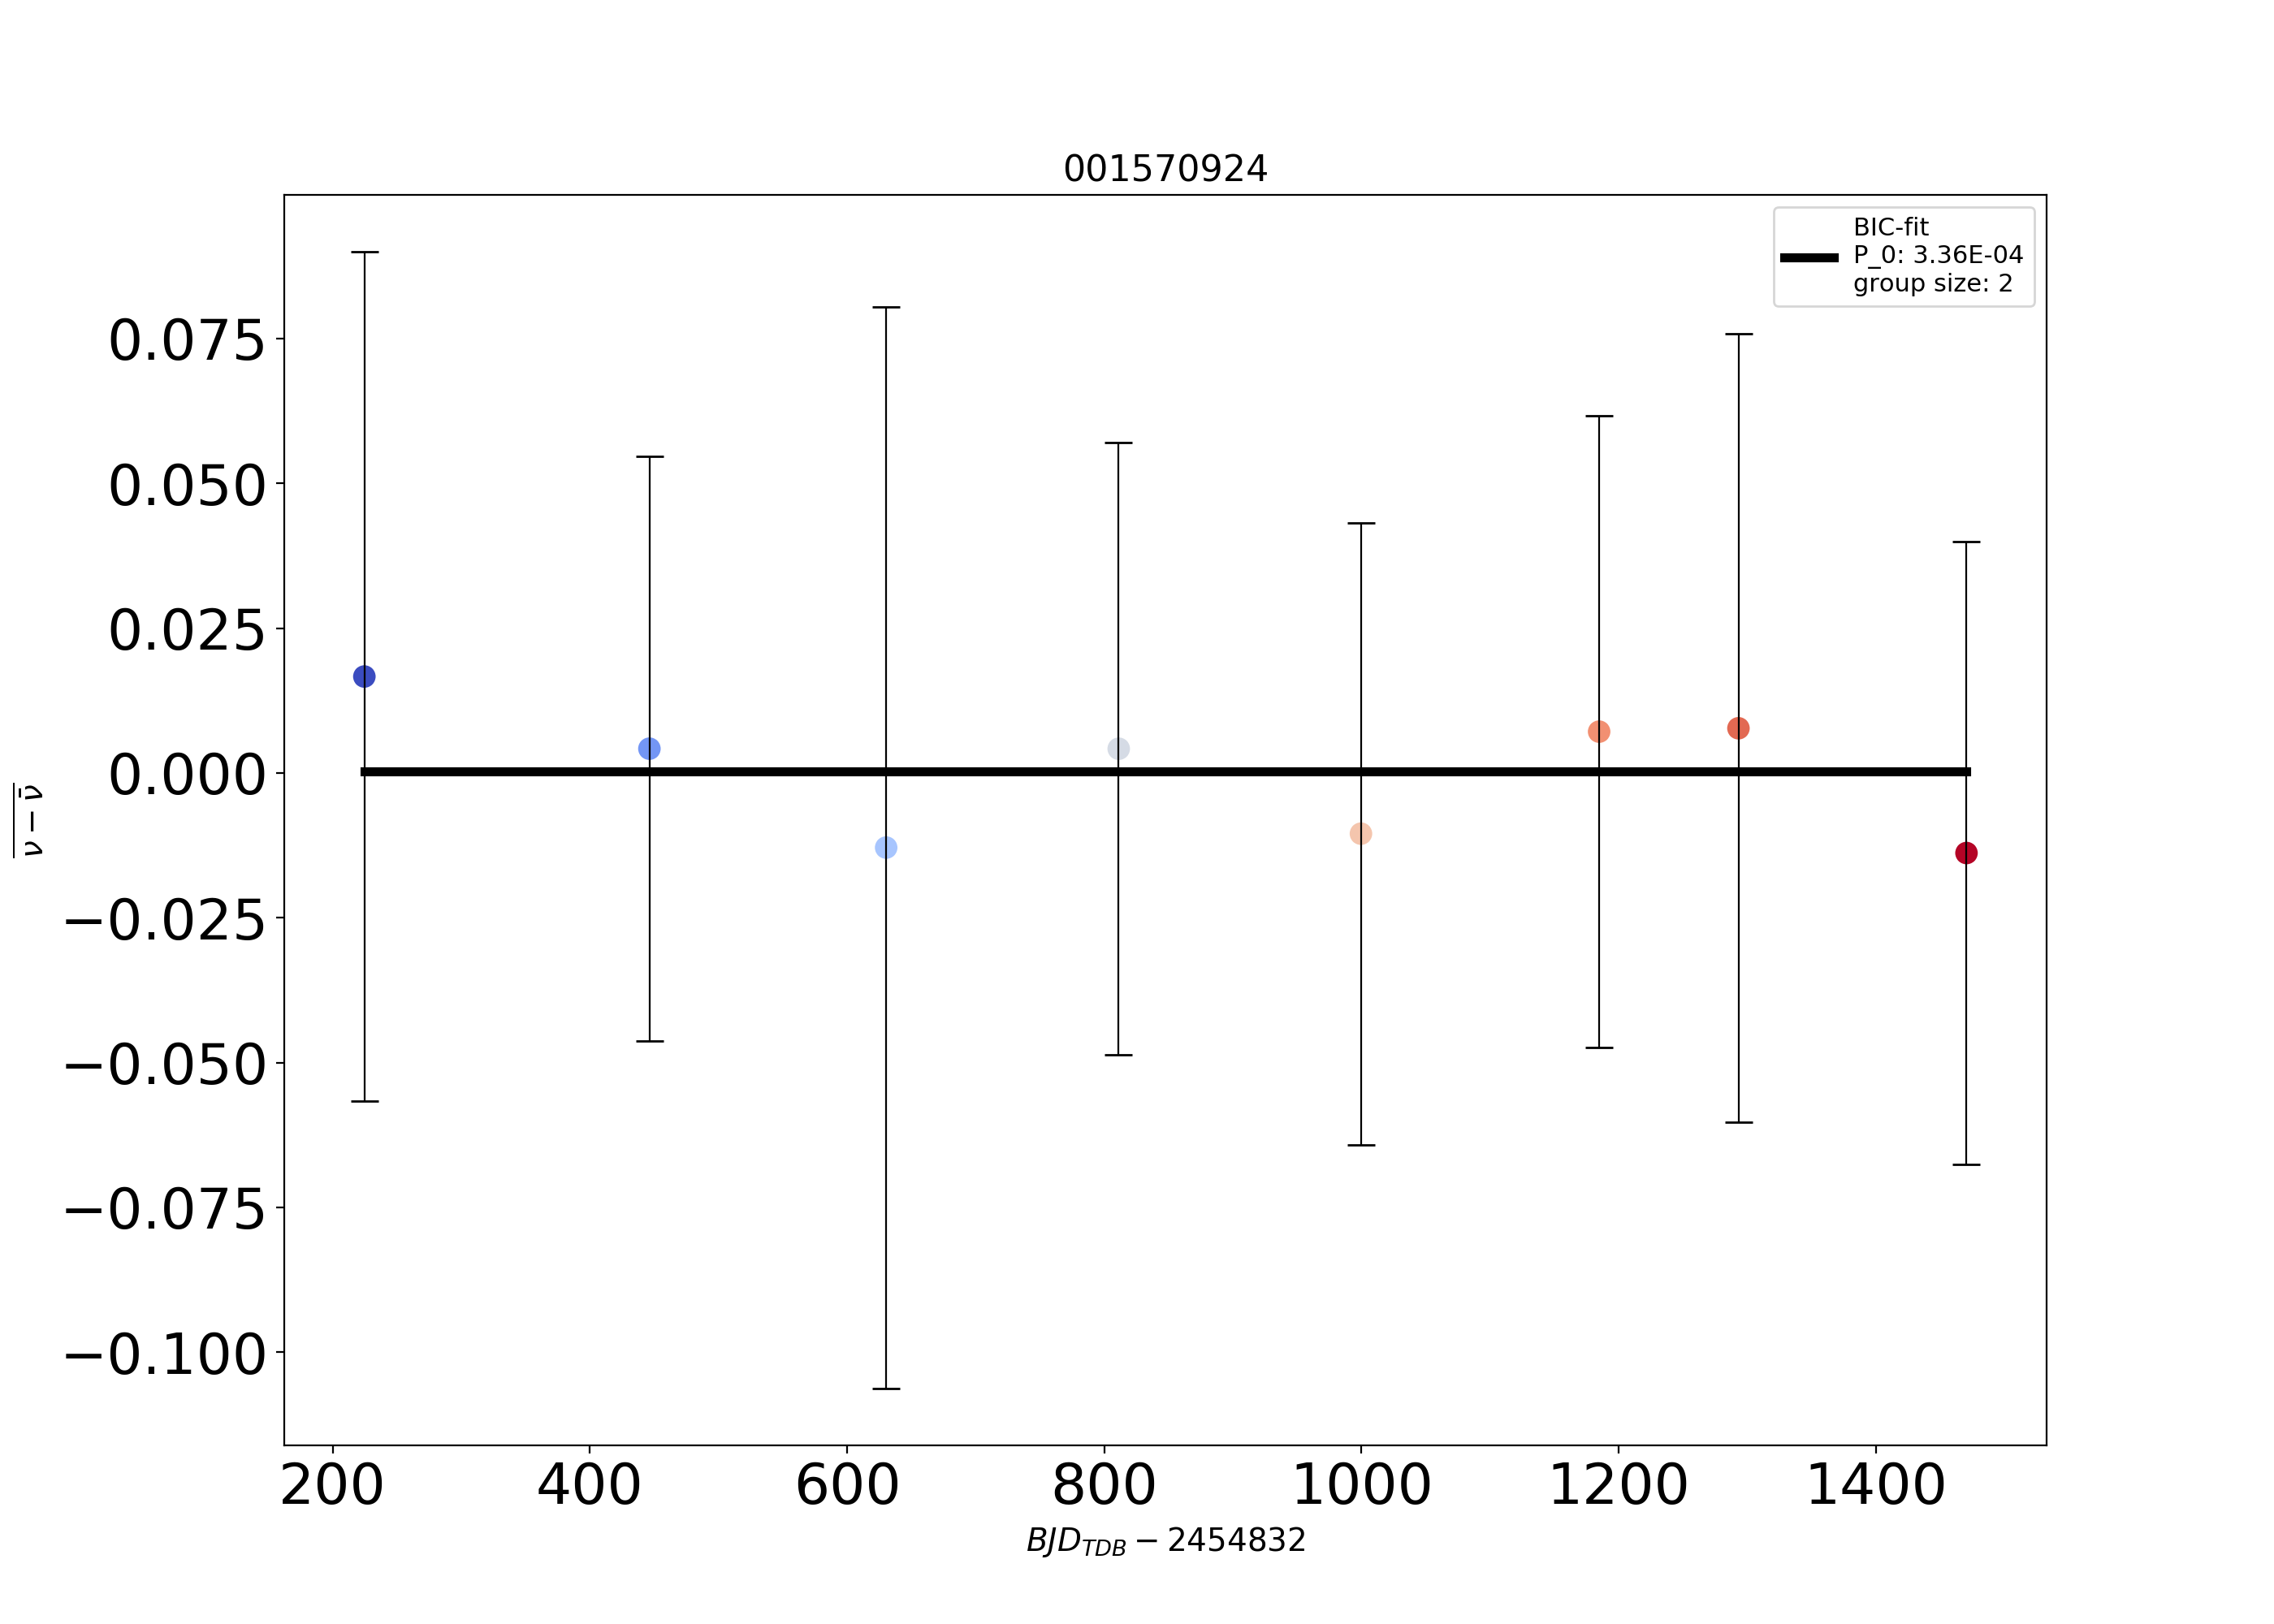 001570924
BIC-fit
P_0: 3.36E-04
group size: 2
0.075
0.050
0.025
0.000
−0.025
−0.050
−0.075
−0.100
ν − ν̄
200 400 600 800 1000 1200 1400
BJD_TDB − 2454832